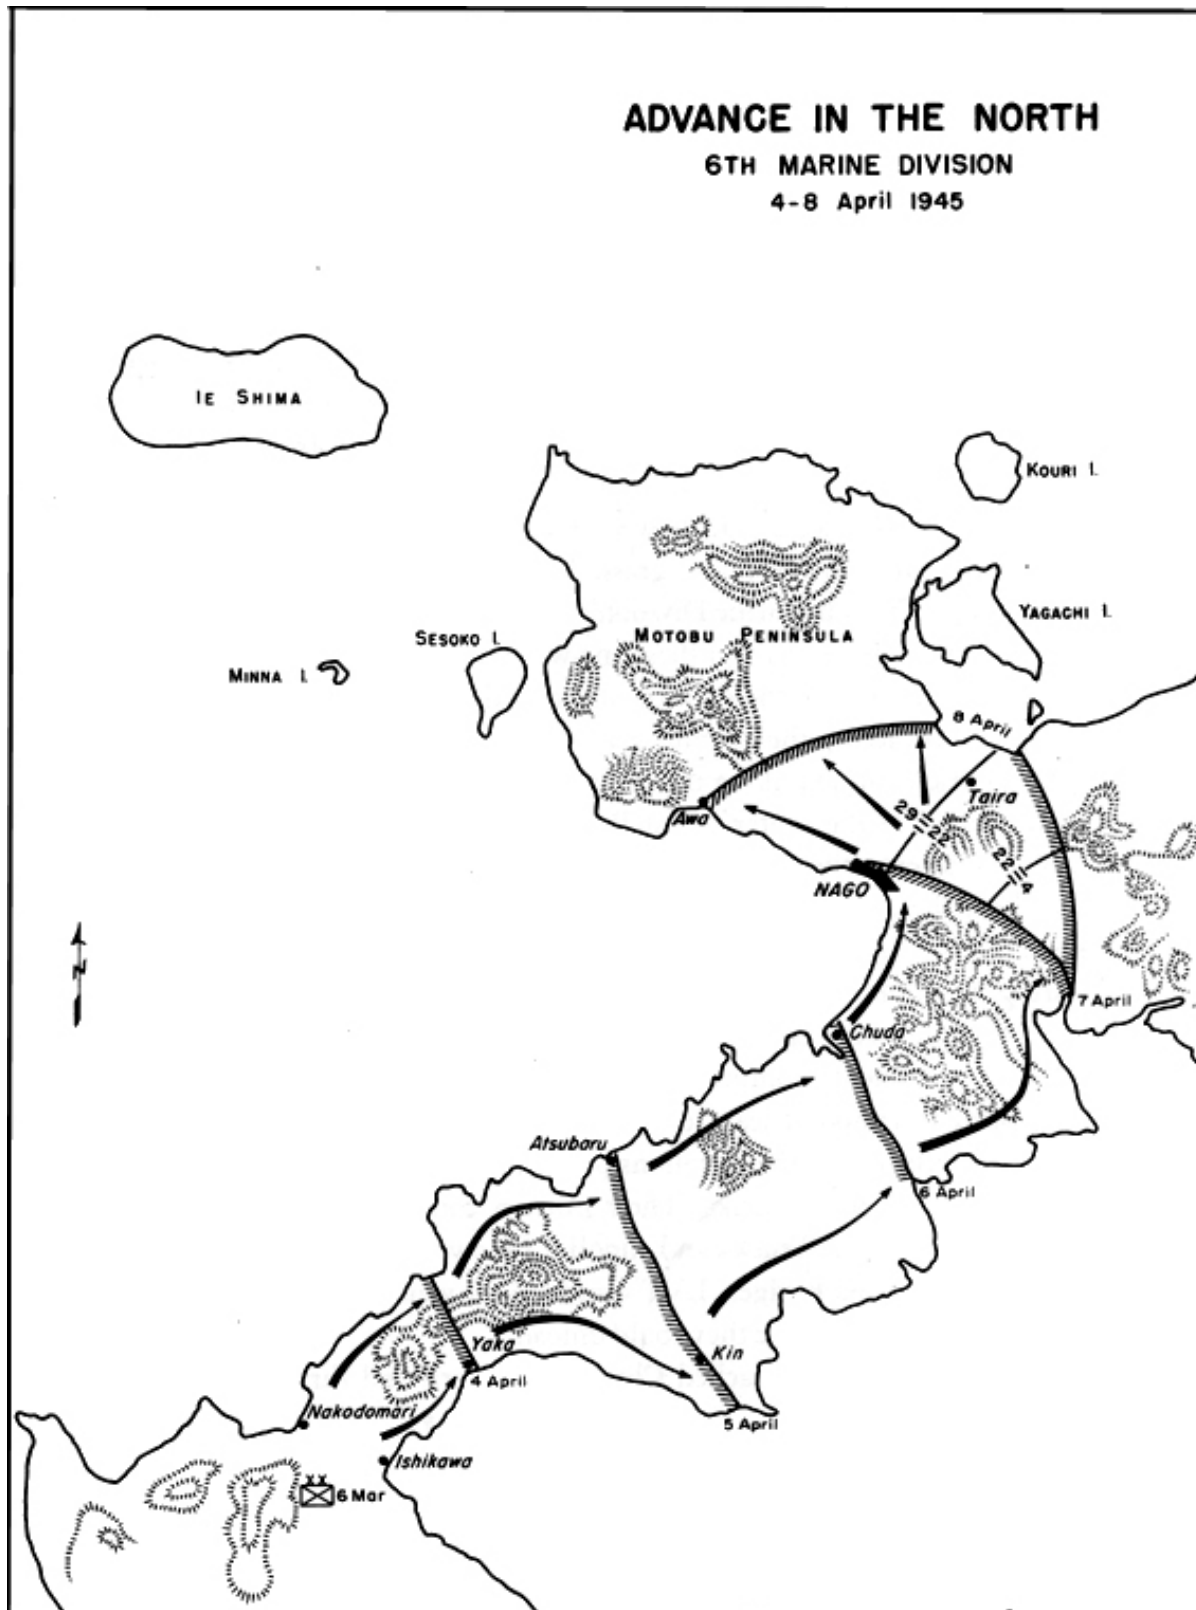 ADVANCE IN THE NORTH
6TH MARINE DIVISION
4-8 April 1945
IE SHIMA
KOURI I.
YAGACHI I.
SESOKO I.
MOTOBU PENINSULA
MINNA I.
8 April
Taira
Awa
29 22
22 4
NAGO
N
7 April
Chuda
Atsubaru
6 April
Yaka
Kin
4 April
5 April
Nakodomari
Ishikawa
XX
6 Mar